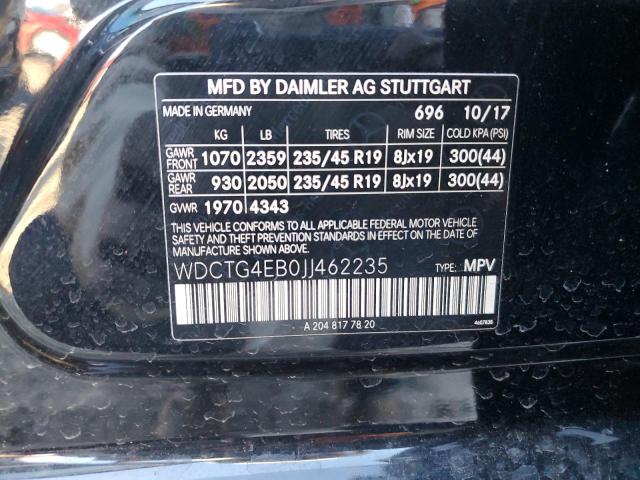 MFD BY DAIMLER AG STUTTGART
MADE IN GERMANY 696 10/17
KG LB TIRES RIM SIZE COLD KPA (PSI)
GAWR FRONT 1070 2359 235/45 R19 8Jx19 300(44)
GAWR REAR 930 2050 235/45 R19 8Jx19 300(44)
GVWR 1970 4343
THIS VEHICLE CONFORMS TO ALL APPLICABLE FEDERAL MOTOR VEHICLE
SAFETY AND THEFT PREVENTION STANDARDS IN EFFECT ON THE DATE OF
MANUFACTURE SHOWN ABOVE.
WDCTG4EB0JJ462235 TYPE: MPV
A 204 817 78 20